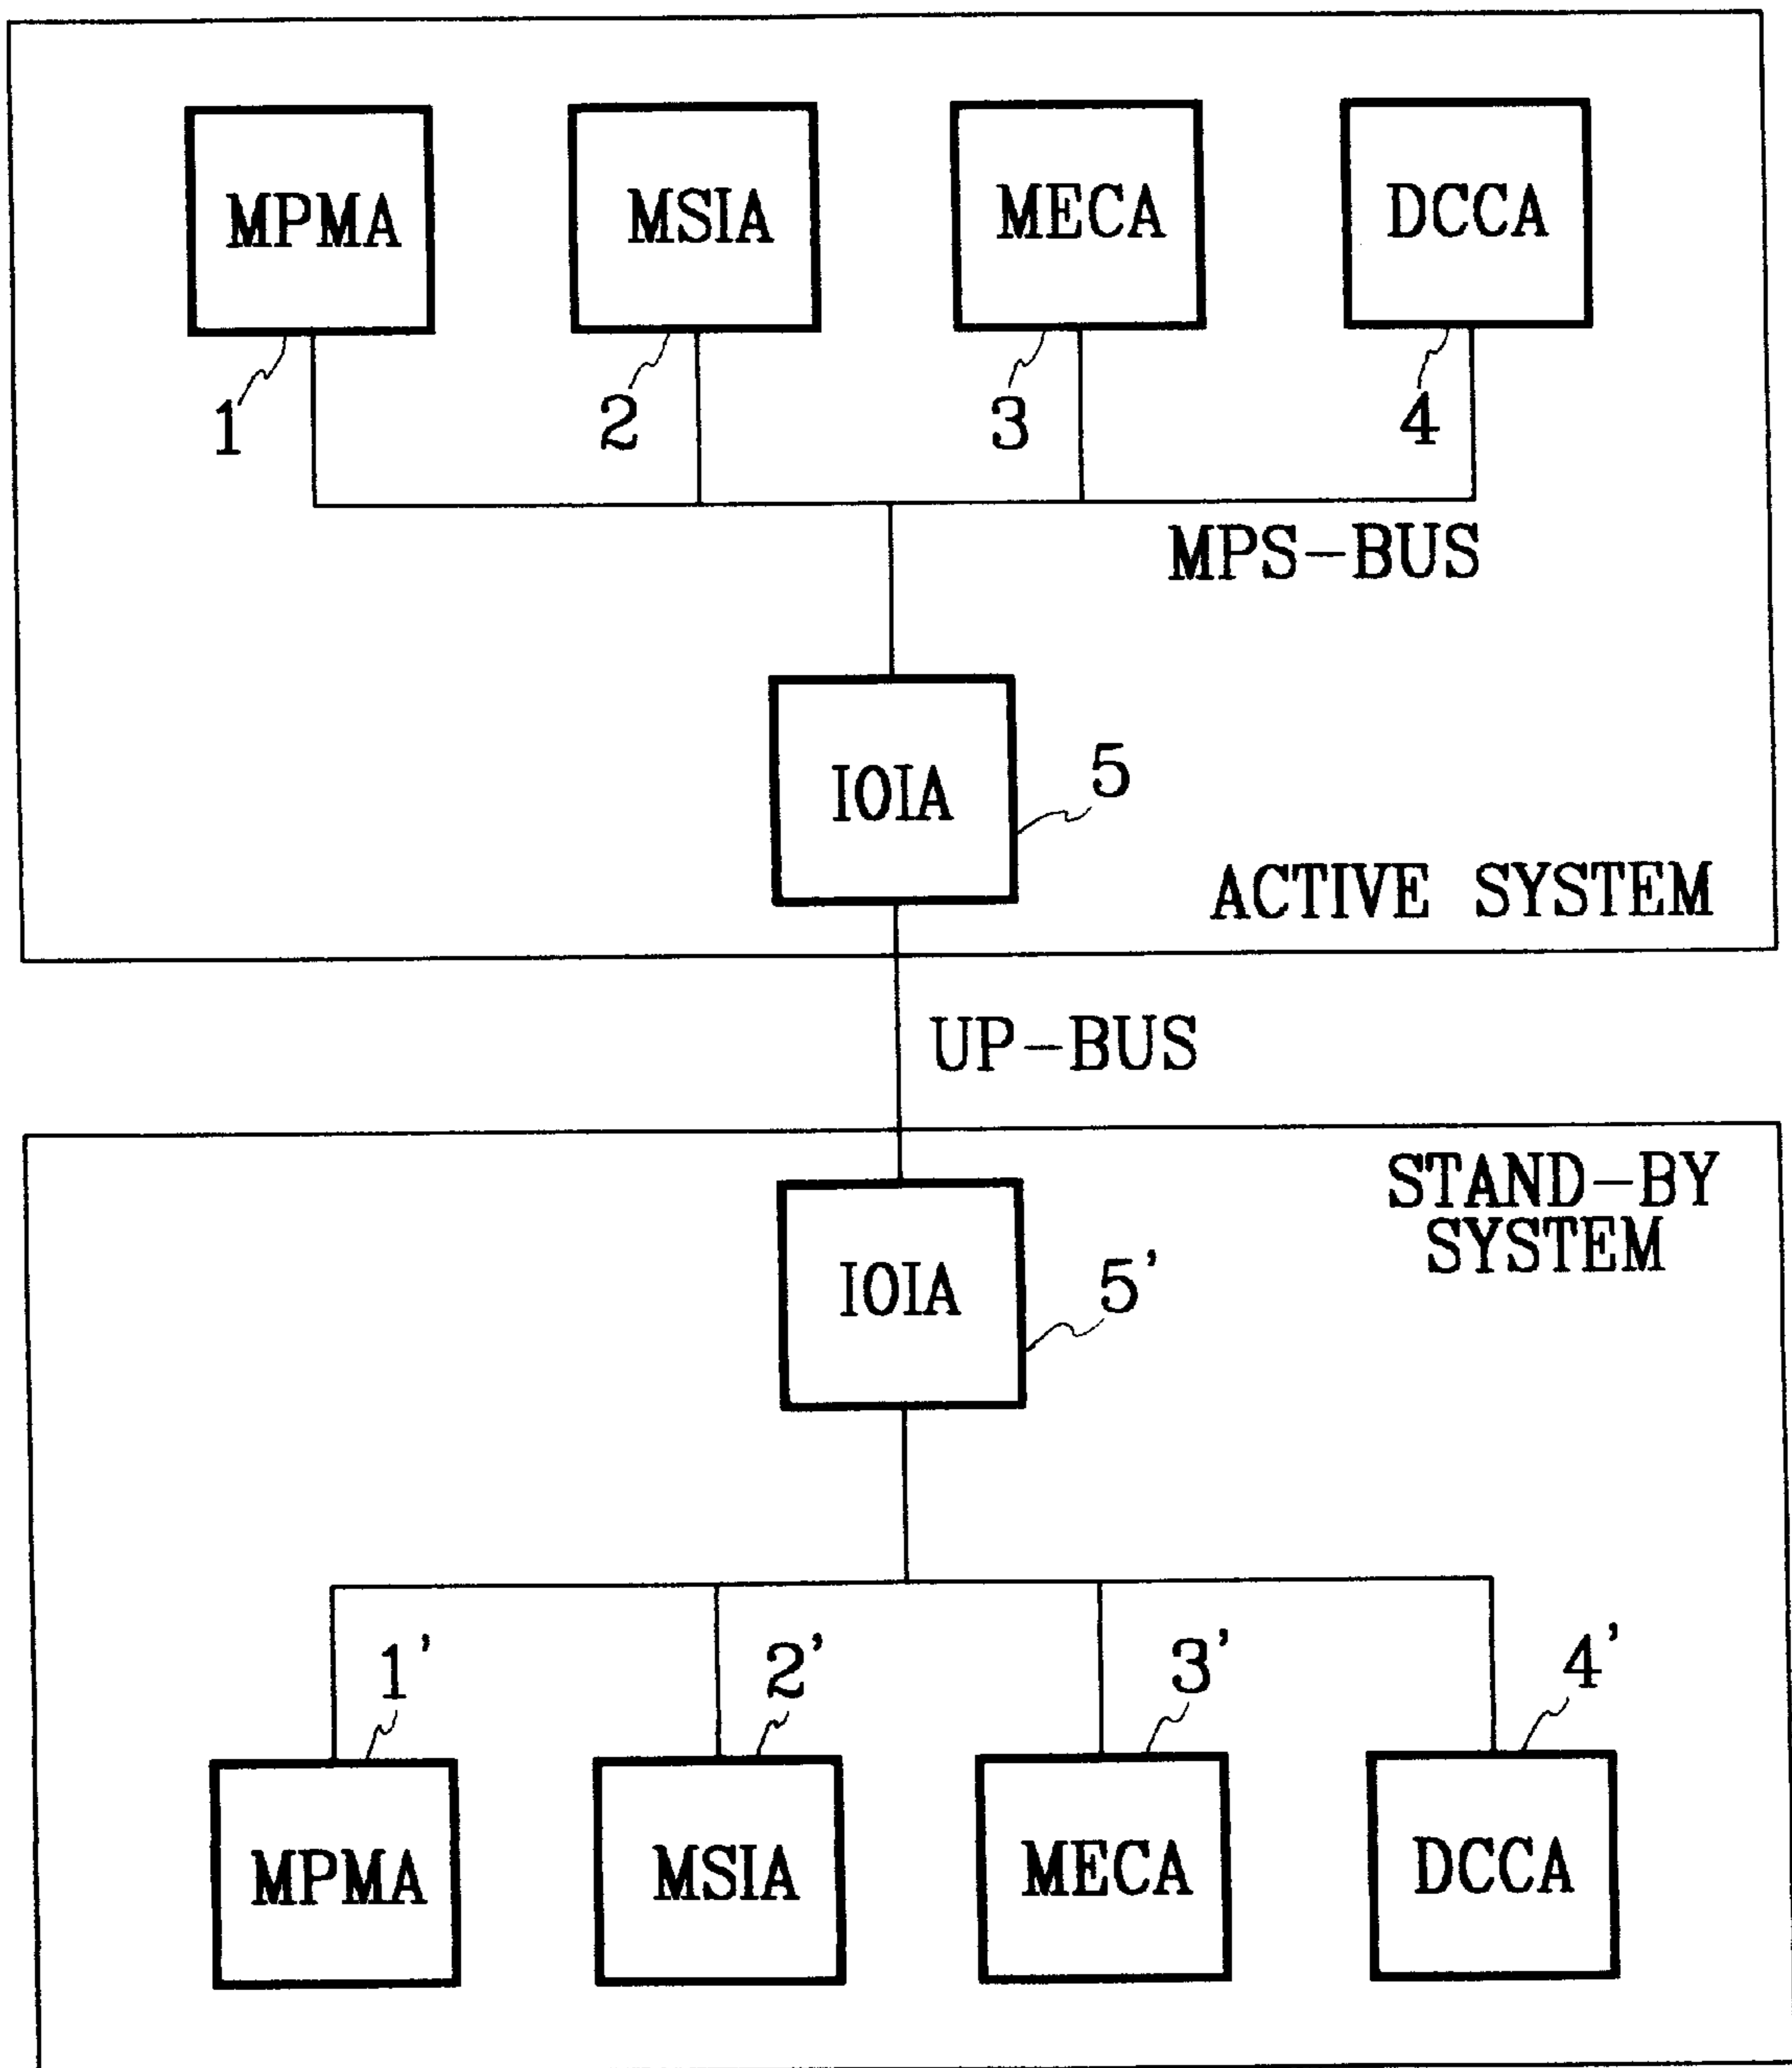 MPMA
MSIA
MECA
DCCA
1
2
3
4
MPS-BUS
IOIA
5
ACTIVE SYSTEM
UP-BUS
STAND-BY
SYSTEM
IOIA
5'
1'
2'
3'
4'
MPMA
MSIA
MECA
DCCA